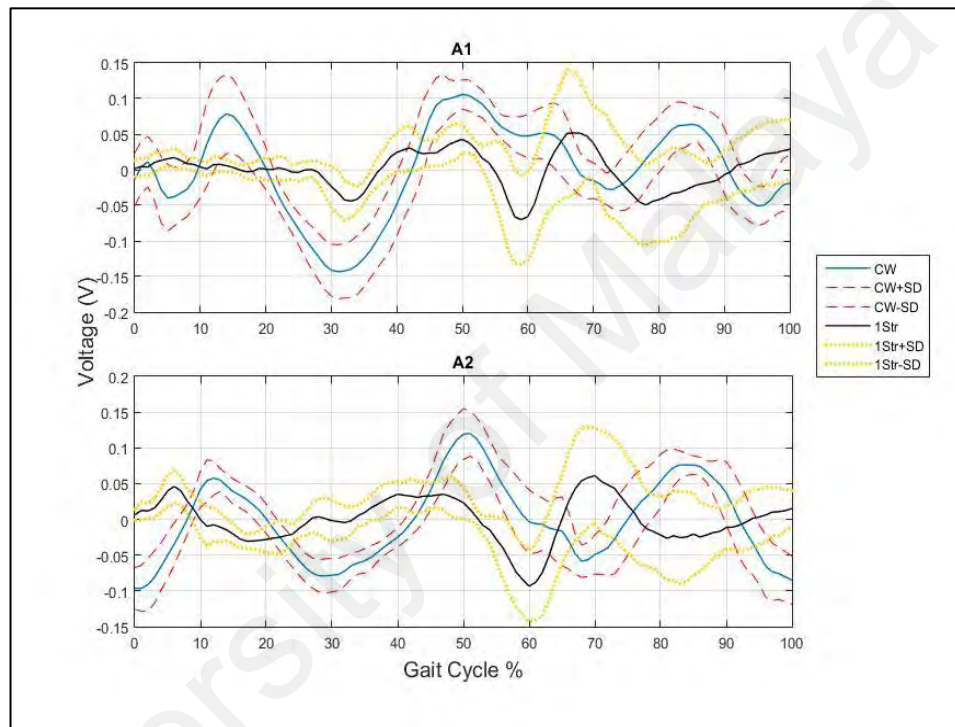 A1
0.15
0.1
0.05
0
-0.05
-0.1
-0.15
-0.2
0 10 20 30 40 50 60 70 80 90 100
Voltage (V)
CW
CW+SD
CW-SD
1Str
1Str+SD
1Str-SD
A2
0.2
0.15
0.1
0.05
0
-0.05
-0.1
-0.15
0 10 20 30 40 50 60 70 80 90 100
Gait Cycle %
ersity of Malaya